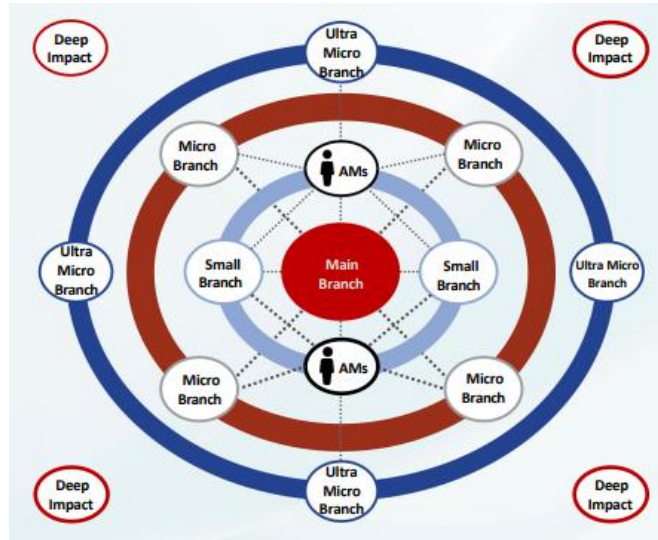 Deep
Impact
Ultra
Micro
Branch
Deep
Impact
Micro
Branch
AMs
Micro
Branch
Ultra
Micro
Branch
Small
Branch
Main
Branch
Small
Branch
Ultra Micro
Branch
Micro
Branch
AMs
Micro
Branch
Deep
Impact
Ultra
Micro
Branch
Deep
Impact